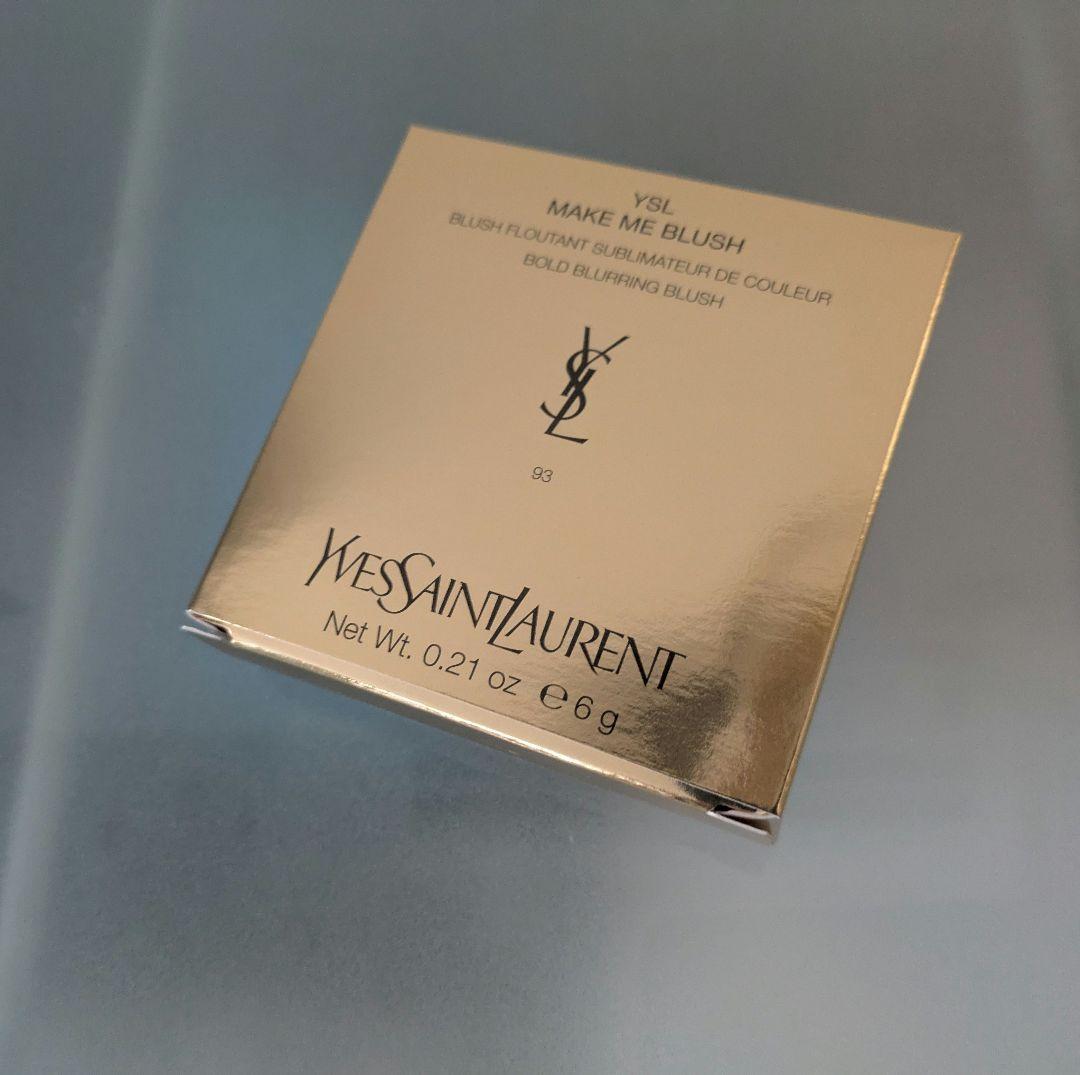 YSL
MAKE ME BLUSH
BLUSH FLOUTANT SUBLIMATEUR DE COULEUR
BOLD BLURRING BLUSH
YSL
93
YVESSAINTLAURENT
Net Wt. 0.21 oz ℮ 6 g